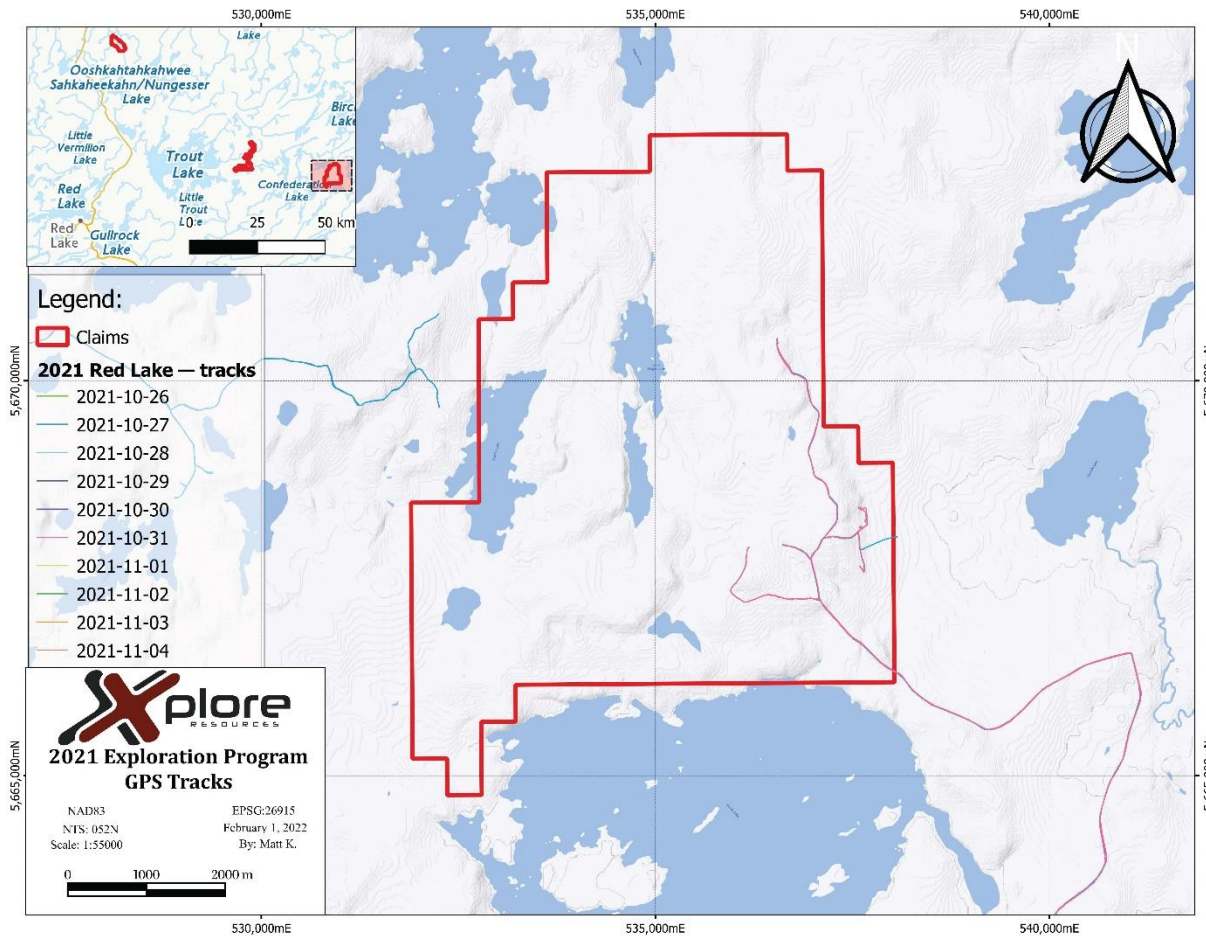 530,000mE
535,000mE
540,000mE
N
Lake
Ooshkahtahkahwee
Sahkaheekahn/Nungesser
Lake
Birch
Lake
Little
Vermilion
Lake
Trout
Lake
Red
Lake
Confederation
Lake
Little
Trout
Lake
Red
Lake
Gullrock
Lake
0
25
50 km
Legend:
Claims
2021 Red Lake — tracks
2021-10-26
2021-10-27
2021-10-28
2021-10-29
2021-10-30
2021-10-31
2021-11-01
2021-11-02
2021-11-03
2021-11-04
5,670,000mN
5,665,000mN
Xplore
RESOURCES
2021 Exploration Program
GPS Tracks
NAD83
EPSG:26915
NTS: 052N
February 1, 2022
Scale: 1:55000
By: Matt K.
0
1000
2000 m
530,000mE
535,000mE
540,000mE